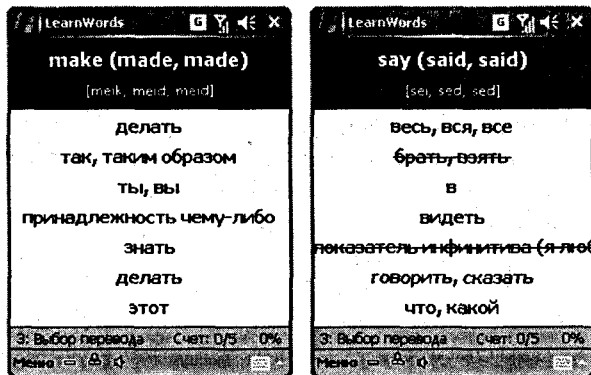 LearnWords
make (made, made)
[meik, meid, meid]
делать
так, таким образом
ты, вы
принадлежность чему-либо
знать
делать
этот
3: Выбор перевода Счет: 0/5 0%
Меню
LearnWords
say (said, said)
[sei, sed, sed]
весь, вся, все
брать, взять
в
видеть
показатель инфинитива (я люб
говорить, сказать
что, какой
3: Выбор перевода Счет: 0/5 0%
Меню